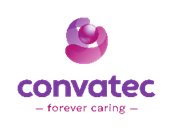 convatec
– forever caring –